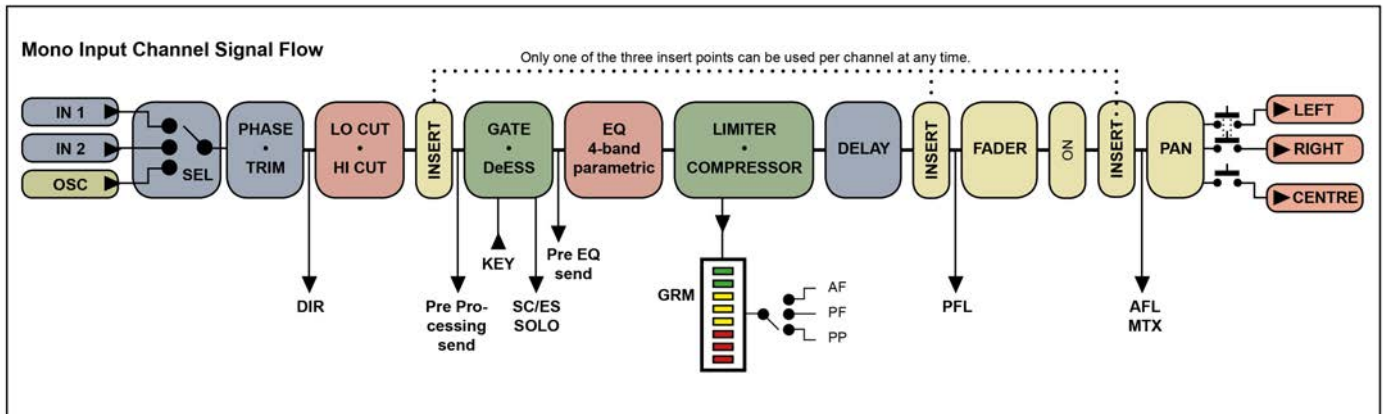 Mono Input Channel Signal Flow
Only one of the three insert points can be used per channel at any time.
IN 1
IN 2
OSC
SEL
PHASE
•
TRIM
LO CUT
•
HI CUT
INSERT
GATE
•
DeESS
EQ
4-band
parametric
LIMITER
•
COMPRESSOR
DELAY
INSERT
FADER
ON
INSERT
PAN
LEFT
RIGHT
CENTRE
DIR
Pre Pro-
cessing
send
KEY
SC/ES
SOLO
Pre EQ
send
GRM
AF
PF
PP
PFL
AFL
MTX